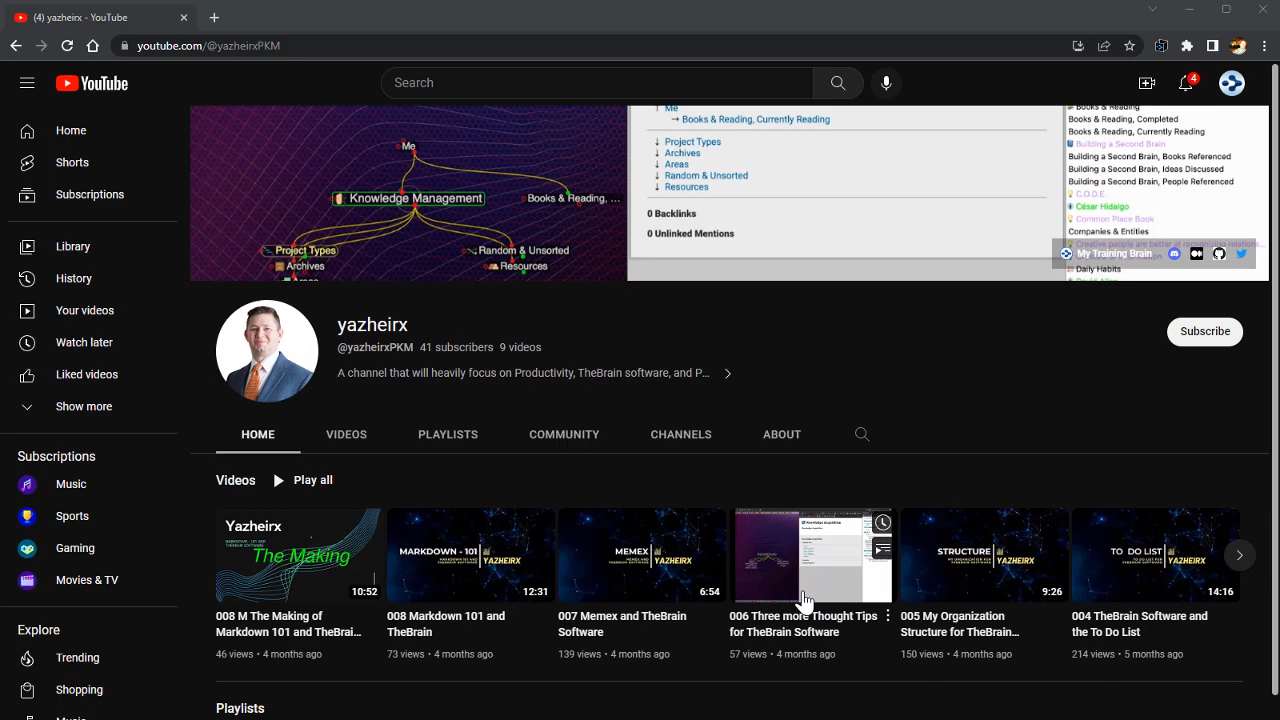 (4) yazheirx - YouTube
youtube.com/@yazheirxPKM
YouTube
Search
4
Home
Shorts
Subscriptions
Library
History
Your videos
Watch later
Liked videos
Show more
Subscriptions
Music
Sports
Gaming
Movies & TV
Explore
Trending
Shopping
Me
Knowledge Management
Books & Reading, ...
Project Types
Random & Unsorted
Archives
Resources
Me
→ Books & Reading, Currently Reading
↓ Project Types
↓ Archives
↓ Areas
↓ Random & Unsorted
↓ Resources
0 Backlinks
0 Unlinked Mentions
Books & Reading
Books & Reading, Completed
Books & Reading, Currently Reading
Building a Second Brain
Building a Second Brain, Books Referenced
Building a Second Brain, Ideas Discussed
Building a Second Brain, People Referenced
C.O.D.E.
César Hidalgo
Common Place Book
Companies & Entities
My Training Brain
Daily Habits
yazheirx
@yazheirxPKM 41 subscribers 9 videos
A channel that will heavily focus on Productivity, TheBrain software, and P...
Subscribe
HOME VIDEOS PLAYLISTS COMMUNITY CHANNELS ABOUT
Videos Play all
Yazheirx
The Making
10:52
008 M The Making of
Markdown 101 and TheBrai...
46 views • 4 months ago
MARKDOWN - 101
YAZHEIRX
12:31
008 Markdown 101 and
TheBrain
73 views • 4 months ago
MEMEX
YAZHEIRX
6:54
007 Memex and TheBrain
Software
139 views • 4 months ago
006 Three more Thought Tips
for TheBrain Software
57 views • 4 months ago
STRUCTURE
YAZHEIRX
9:26
005 My Organization
Structure for TheBrain...
150 views • 4 months ago
TO DO LIST
YAZHEIRX
14:16
004 TheBrain Software and
the To Do List
214 views • 5 months ago
Playlists